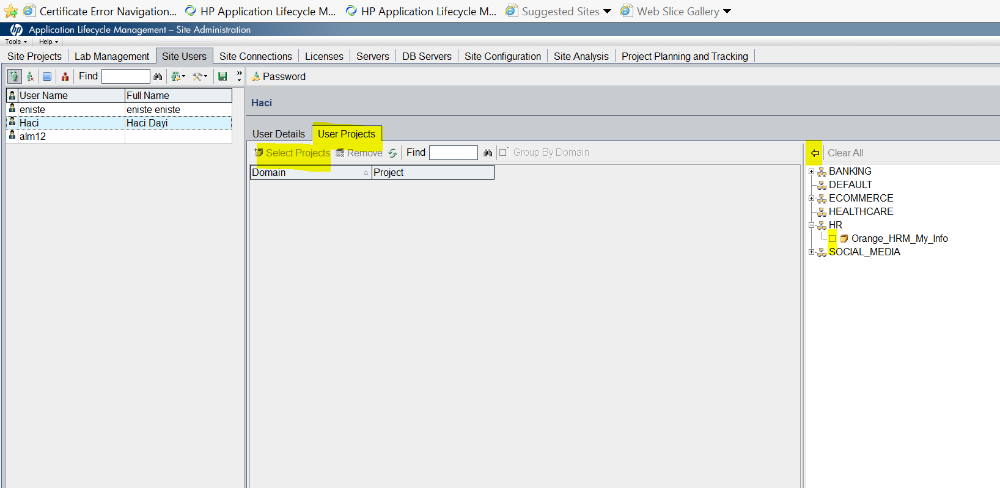 Certificate Error Navigation... HP Application Lifecycle M... HP Application Lifecycle M... Suggested Sites Web Slice Gallery
hp Application Lifecycle Management – Site Administration
Tools Help
Site Projects Lab Management Site Users Site Connections Licenses Servers DB Servers Site Configuration Site Analysis Project Planning and Tracking
Find » Password
User Name Full Name
eniste eniste eniste
Haci Haci Dayi
alm12
Haci
User Details User Projects
Select Projects Remove Find Group By Domain
Domain Project
Clear All
BANKING
DEFAULT
ECOMMERCE
HEALTHCARE
HR
Orange_HRM_My_Info
SOCIAL_MEDIA